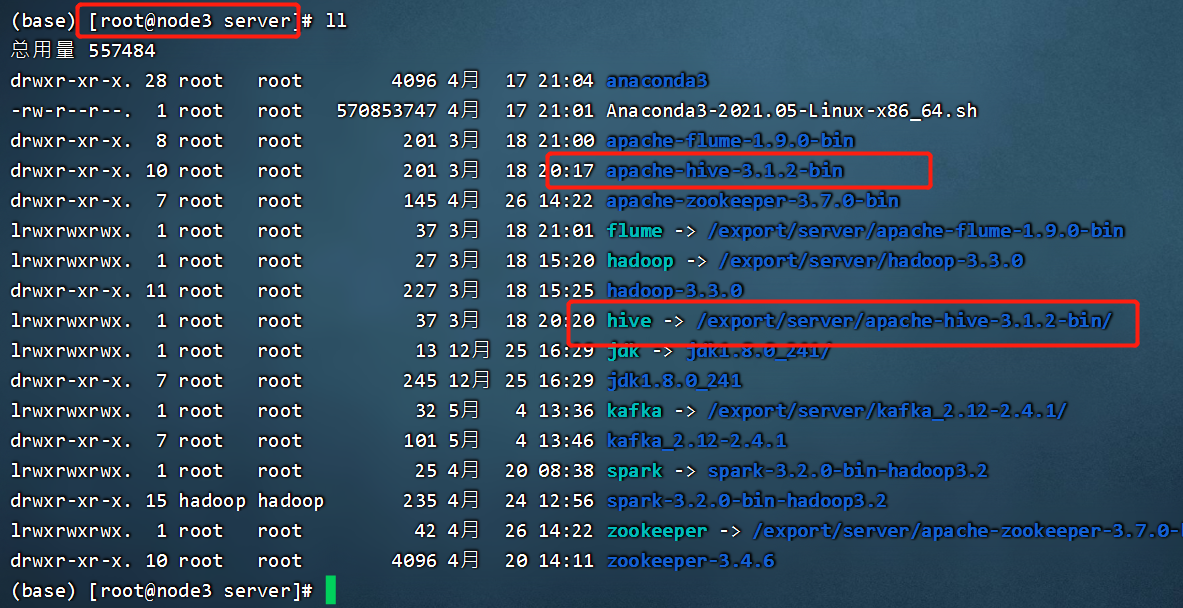 (base) [root@node3 server]# ll
总用量 557484
drwxr-xr-x. 28 root   root        4096 4月  17 21:04 anaconda3
-rw-r--r--.  1 root   root   570853747 4月  17 21:01 Anaconda3-2021.05-Linux-x86_64.sh
drwxr-xr-x.  8 root   root         201 3月  18 21:00 apache-flume-1.9.0-bin
drwxr-xr-x. 10 root   root         201 3月  18 20:17 apache-hive-3.1.2-bin
drwxr-xr-x.  7 root   root         145 4月  26 14:22 apache-zookeeper-3.7.0-bin
lrwxrwxrwx.  1 root   root          37 3月  18 21:01 flume -> /export/server/apache-flume-1.9.0-bin
lrwxrwxrwx.  1 root   root          27 3月  18 15:20 hadoop -> /export/server/hadoop-3.3.0
drwxr-xr-x. 11 root   root         227 3月  18 15:25 hadoop-3.3.0
lrwxrwxrwx.  1 root   root          37 3月  18 20:20 hive -> /export/server/apache-hive-3.1.2-bin/
lrwxrwxrwx.  1 root   root          13 12月 25 16:29 jdk -> jdk1.8.0_241/
drwxr-xr-x.  7 root   root         245 12月 25 16:29 jdk1.8.0_241
lrwxrwxrwx.  1 root   root          32 5月   4 13:36 kafka -> /export/server/kafka_2.12-2.4.1/
drwxr-xr-x.  7 root   root         101 5月   4 13:46 kafka_2.12-2.4.1
lrwxrwxrwx.  1 root   root          25 4月  20 08:38 spark -> spark-3.2.0-bin-hadoop3.2
drwxr-xr-x. 15 hadoop hadoop       235 4月  24 12:56 spark-3.2.0-bin-hadoop3.2
lrwxrwxrwx.  1 root   root          42 4月  26 14:22 zookeeper -> /export/server/apache-zookeeper-3.7.0-
drwxr-xr-x. 10 root   root        4096 4月  20 14:11 zookeeper-3.4.6
(base) [root@node3 server]#